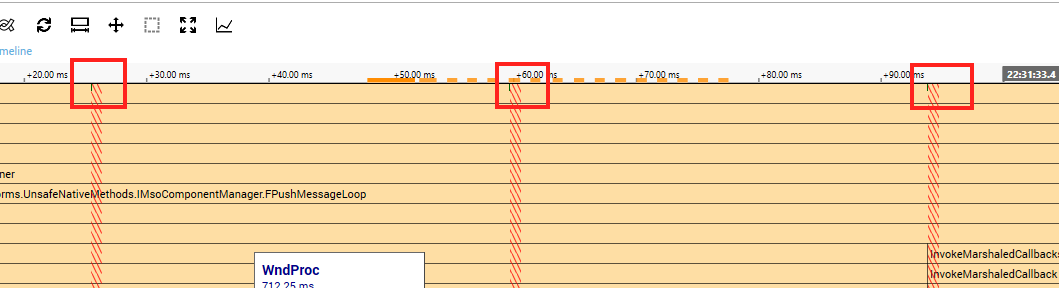 meline
+20.00 ms +30.00 ms +40.00 ms +50.00 ms +60.00 ms +70.00 ms +80.00 ms +90.00 ms 22:31:33.4
ner
rms.UnsafeNativeMethods.IMsoComponentManager.FPushMessageLoop
InvokeMarshaledCallbacks
WndProc
InvokeMarshaledCallback
712.25 ms